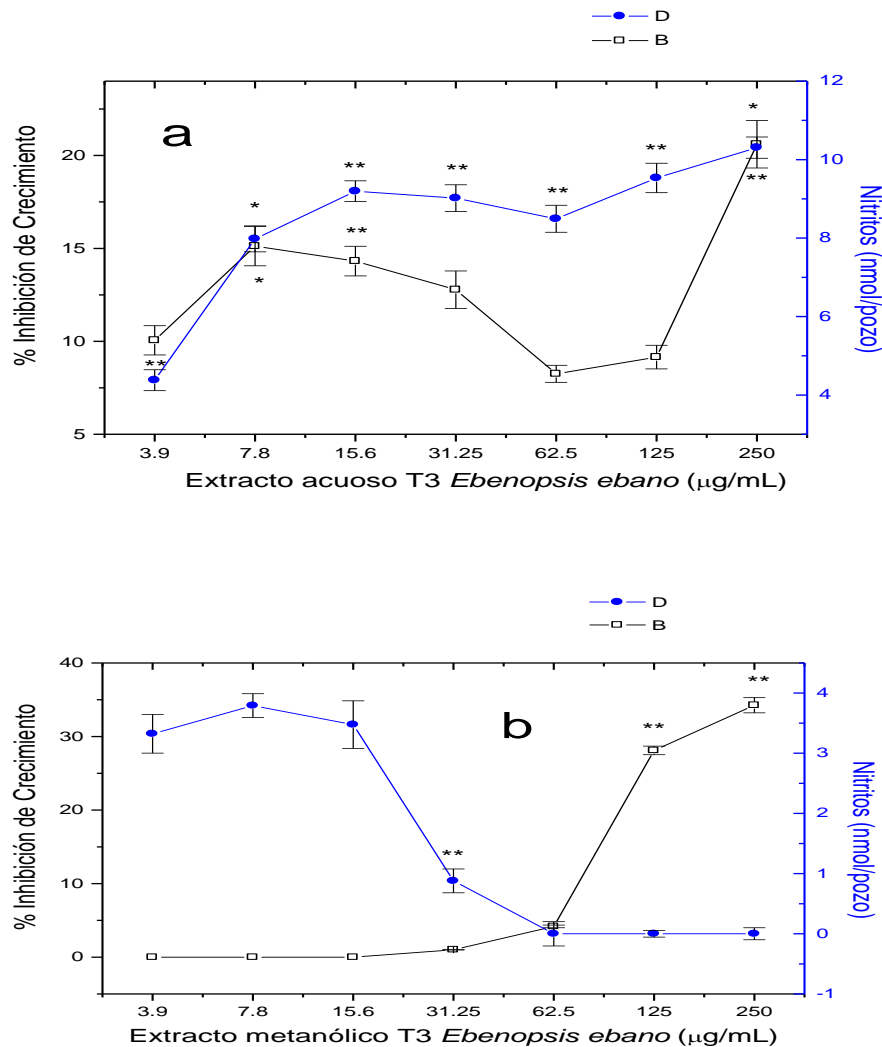 D
B
a
% Inhibición de Crecimiento
20
15
10
5
12
10
8
6
4
Nitritos (nmol/pozo)
**
*
*
**
**
**
**
**
*
**
3.9 7.8 15.6 31.25 62.5 125 250
Extracto acuoso T3 Ebenopsis ebano (µg/mL)
D
B
b
% Inhibición de Crecimiento
40
30
20
10
0
4
3
2
1
0
-1
Nitritos (nmol/pozo)
**
**
**
3.9 7.8 15.6 31.25 62.5 125 250
Extracto metanólico T3 Ebenopsis ebano (µg/mL)